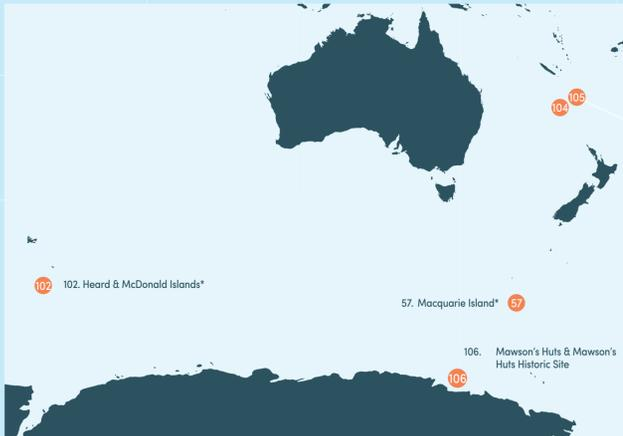 105
104
102
102. Heard & McDonald Islands*
57. Macquarie Island*
57
106. Mawson's Huts & Mawson's
Huts Historic Site
106